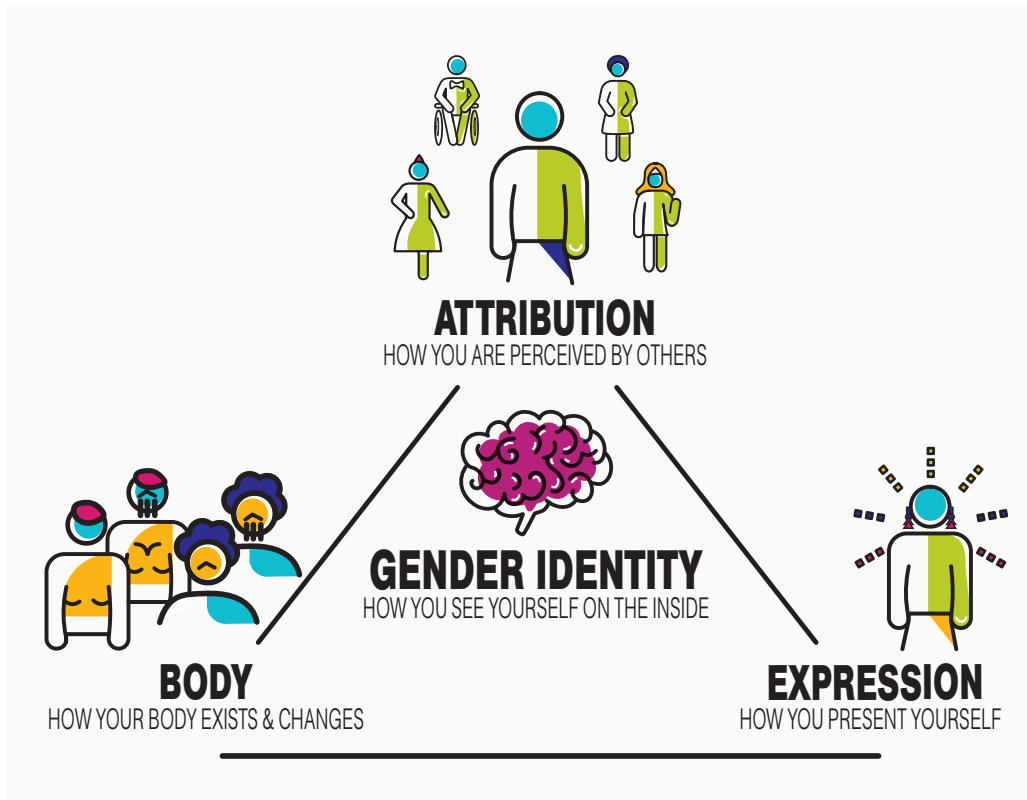 ATTRIBUTION
HOW YOU ARE PERCEIVED BY OTHERS
GENDER IDENTITY
HOW YOU SEE YOURSELF ON THE INSIDE
BODY
HOW YOUR BODY EXISTS & CHANGES
EXPRESSION
HOW YOU PRESENT YOURSELF